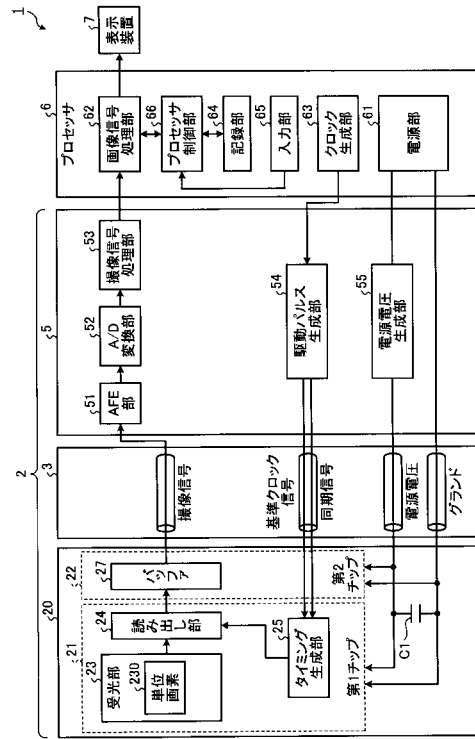 1
2
20
21
23
受光部
230
単位
画素
24
読み出し部
25
タイミング
生成部
第1チップ
22
27
バッファ
第2
チップ
C1
3
撮像信号
基準クロック
信号
同期信号
電源電圧
グランド
5
51
AFE
部
52
A/D
変換部
53
撮像信号
処理部
54
駆動パルス
生成部
55
電源電圧
生成部
6
プロセッサ
62
画像信号
処理部
66
プロセッサ
制御部
64
記録部
65
入力部
63
クロック
生成部
61
電源部
7
表示
装置